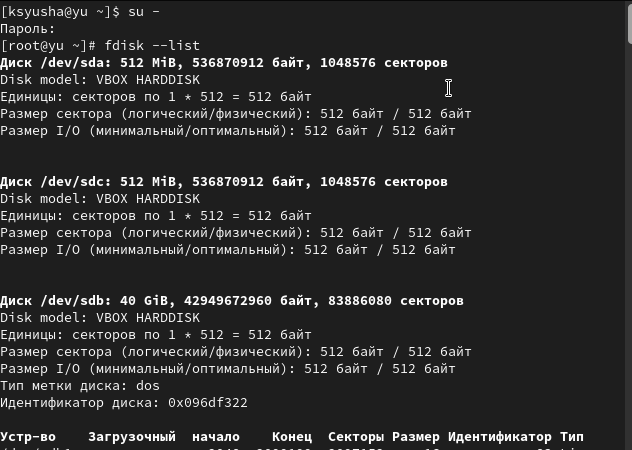 [ksyusha@yu ~]$ su -
Пароль:
[root@yu ~]# fdisk --list
Диск /dev/sda: 512 MiB, 536870912 байт, 1048576 секторов
Disk model: VBOX HARDDISK
Единицы: секторов по 1 * 512 = 512 байт
Размер сектора (логический/физический): 512 байт / 512 байт
Размер I/O (минимальный/оптимальный): 512 байт / 512 байт
Диск /dev/sdc: 512 MiB, 536870912 байт, 1048576 секторов
Disk model: VBOX HARDDISK
Единицы: секторов по 1 * 512 = 512 байт
Размер сектора (логический/физический): 512 байт / 512 байт
Размер I/O (минимальный/оптимальный): 512 байт / 512 байт
Диск /dev/sdb: 40 GiB, 42949672960 байт, 83886080 секторов
Disk model: VBOX HARDDISK
Единицы: секторов по 1 * 512 = 512 байт
Размер сектора (логический/физический): 512 байт / 512 байт
Размер I/O (минимальный/оптимальный): 512 байт / 512 байт
Тип метки диска: dos
Идентификатор диска: 0x096df322
Устр-во Загрузочный начало Конец Секторы Размер Идентификатор Тип